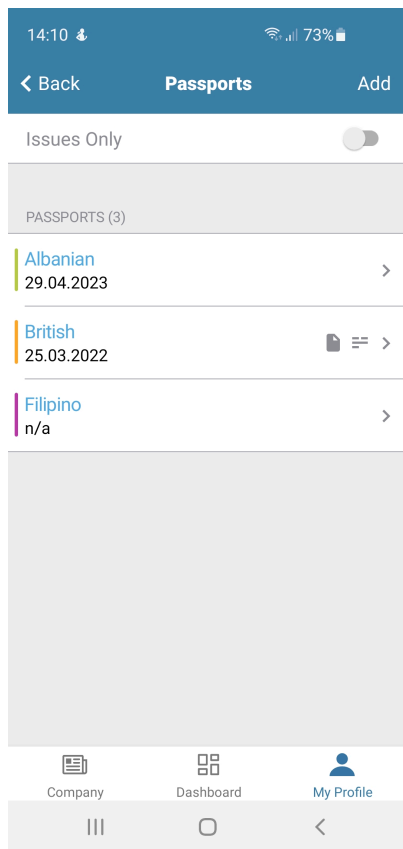 14:10 73%
Back Passports Add
Issues Only
PASSPORTS (3)
Albanian
29.04.2023
British
25.03.2022
Filipino
n/a
Company Dashboard My Profile